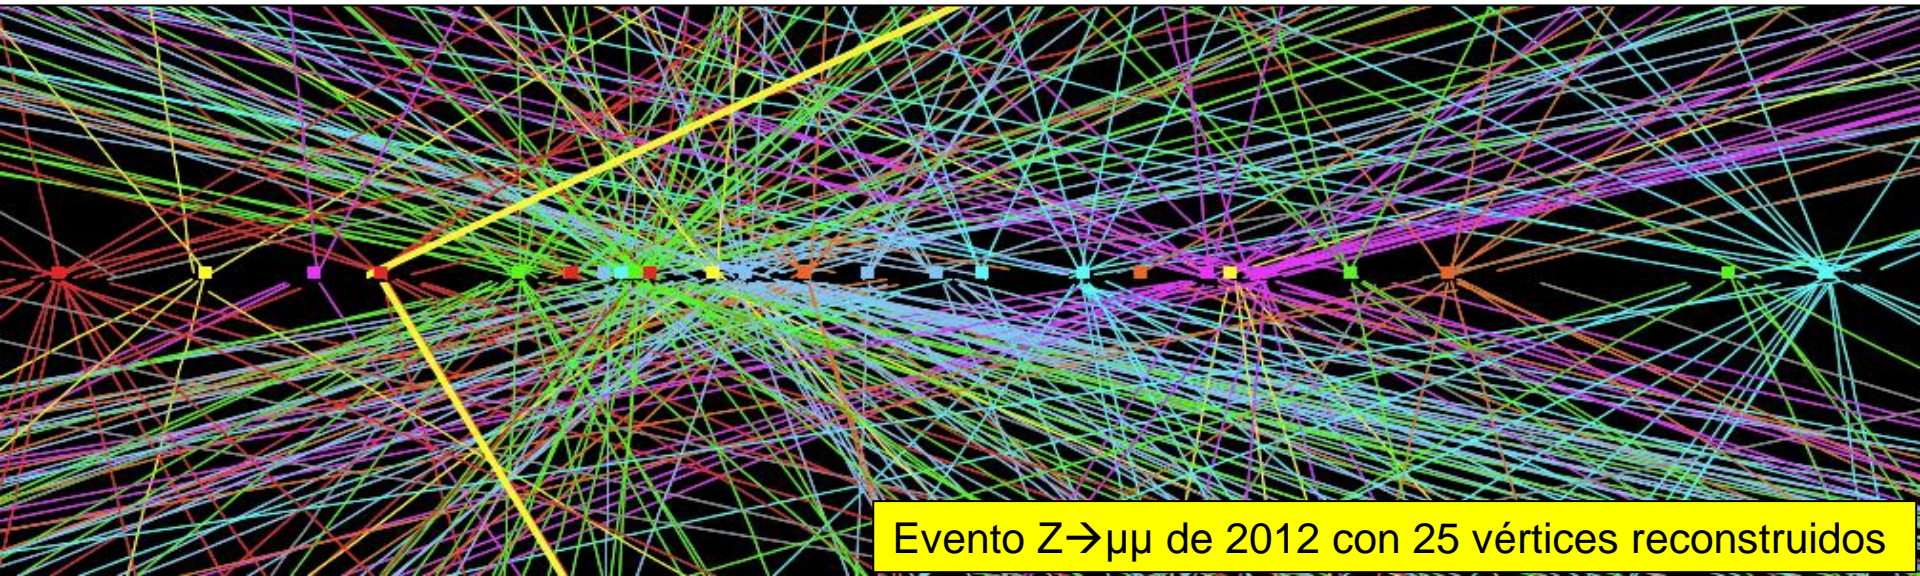 Evento Z→μμ de 2012 con 25 vértices reconstruidos